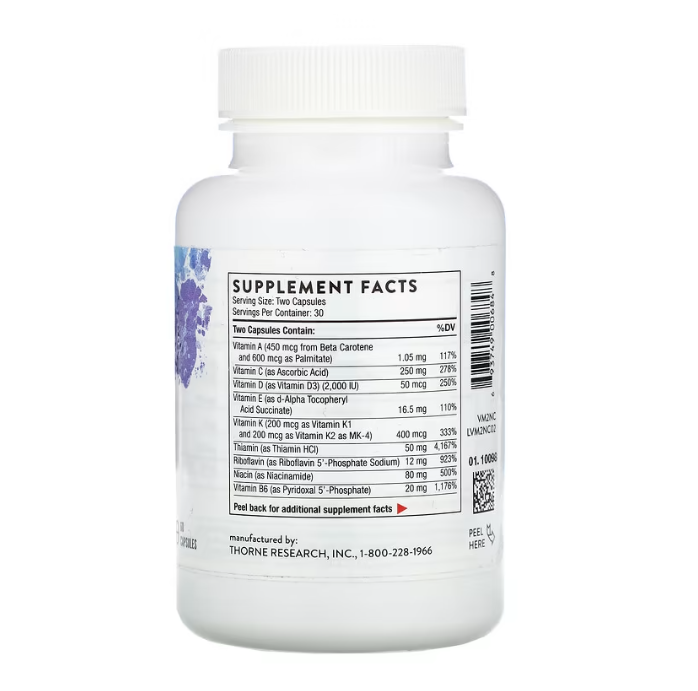 SUPPLEMENT FACTS
Serving Size: Two Capsules
Servings Per Container: 30
Two Capsules Contain: %DV
Vitamin A (450 mcg from Beta Carotene
and 600 mcg as Palmitate) 1.05 mg 117%
Vitamin C (as Ascorbic Acid) 250 mg 278%
Vitamin D (as Vitamin D3) (2,000 IU) 50 mcg 250%
Vitamin E (as d-Alpha Tocopheryl
Acid Succinate) 16.5 mg 110%
Vitamin K (200 mcg as Vitamin K1
and 200 mcg as Vitamin K2 as MK-4) 400 mcg 333%
Thiamin (as Thiamin HCl) 50 mg 4,167%
Riboflavin (as Riboflavin 5'-Phosphate Sodium) 12 mg 923%
Niacin (as Niacinamide) 80 mg 500%
Vitamin B6 (as Pyridoxal 5'-Phosphate) 20 mg 1,176%
Peel back for additional supplement facts
manufactured by:
THORNE RESEARCH, INC., 1-800-228-1966
CAPSULES
6 93749 00684 8
VM2NC
LVM2NC02
PEEL
HERE